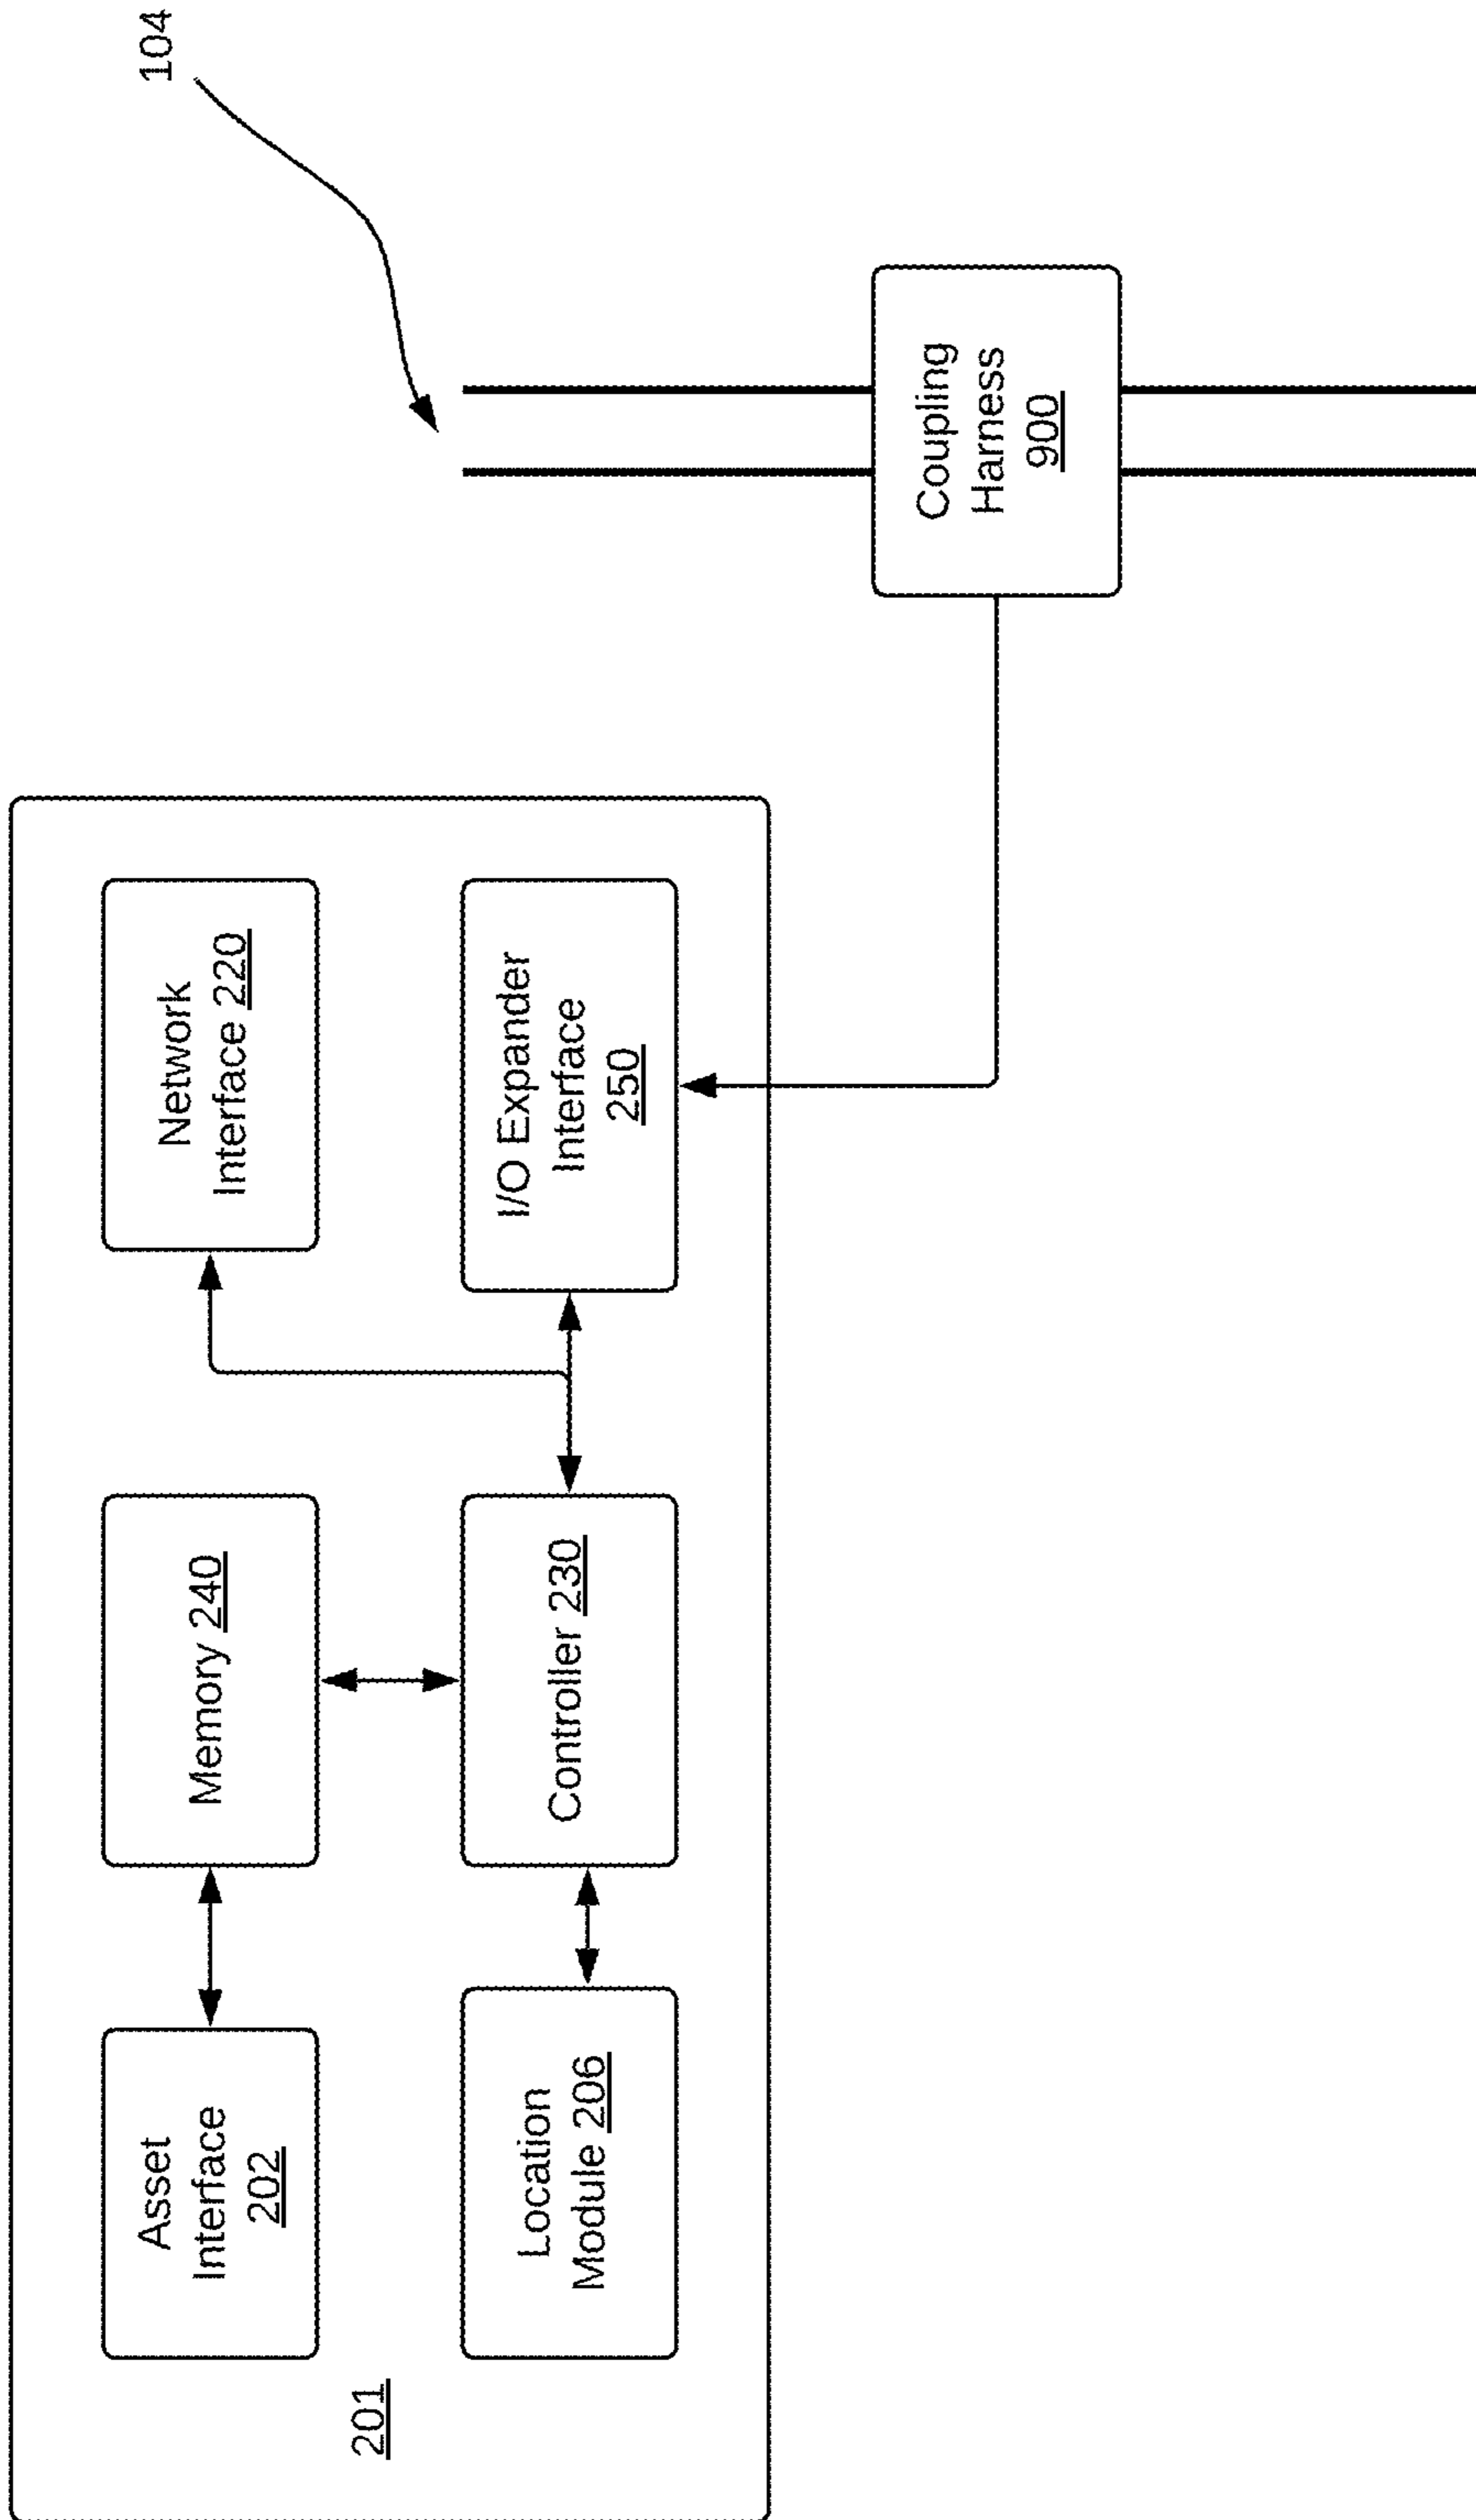 104
201
Asset
Interface
202
Memory 240
Network
Interface 220
Location
Module 206
Controller 230
I/O Expander
Interface
250
Coupling
Harness
900